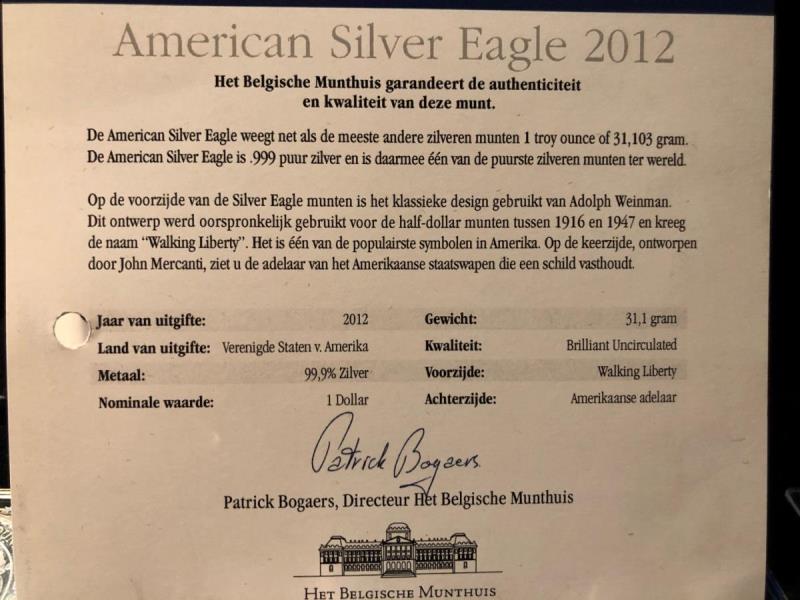 American Silver Eagle 2012
Het Belgische Munthuis garandeert de authenticiteit
en kwaliteit van deze munt.
De American Silver Eagle weegt net als de meeste andere zilveren munten 1 troy ounce of 31,103 gram.
De American Silver Eagle is .999 puur zilver en is daarmee één van de puurste zilveren munten ter wereld.
Op de voorzijde van de Silver Eagle munten is het klassieke design gebruikt van Adolph Weinman.
Dit ontwerp werd oorspronkelijk gebruikt voor de half-dollar munten tussen 1916 en 1947 en kreeg
de naam “Walking Liberty”. Het is één van de populairste symbolen in Amerika. Op de keerzijde, ontworpen
door John Mercanti, ziet u de adelaar van het Amerikaanse staatswapen die een schild vasthoudt.
Jaar van uitgifte: 2012 Gewicht: 31,1 gram
Land van uitgifte: Verenigde Staten v. Amerika Kwaliteit: Brilliant Uncirculated
Metaal: 99,9% Zilver Voorzijde: Walking Liberty
Nominale waarde: 1 Dollar Achterzijde: Amerikaanse adelaar
Patrick Bogaers
Patrick Bogaers, Directeur Het Belgische Munthuis
HET BELGISCHE MUNTHUIS